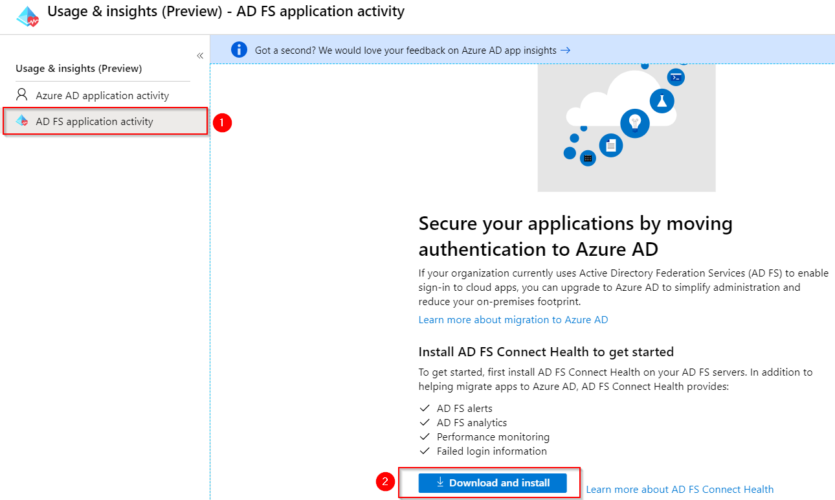 Usage & insights (Preview) - AD FS application activity
«
Usage & insights (Preview)
Azure AD application activity
AD FS application activity
1
Got a second? We would love your feedback on Azure AD app insights →
Secure your applications by moving
authentication to Azure AD
If your organization currently uses Active Directory Federation Services (AD FS) to enable
sign-in to cloud apps, you can upgrade to Azure AD to simplify administration and
reduce your on-premises footprint.
Learn more about migration to Azure AD
Install AD FS Connect Health to get started
To get started, first install AD FS Connect Health on your AD FS servers. In addition to
helping migrate apps to Azure AD, AD FS Connect Health provides:
AD FS alerts
AD FS analytics
Performance monitoring
Failed login information
2
Download and install
Learn more about AD FS Connect Health